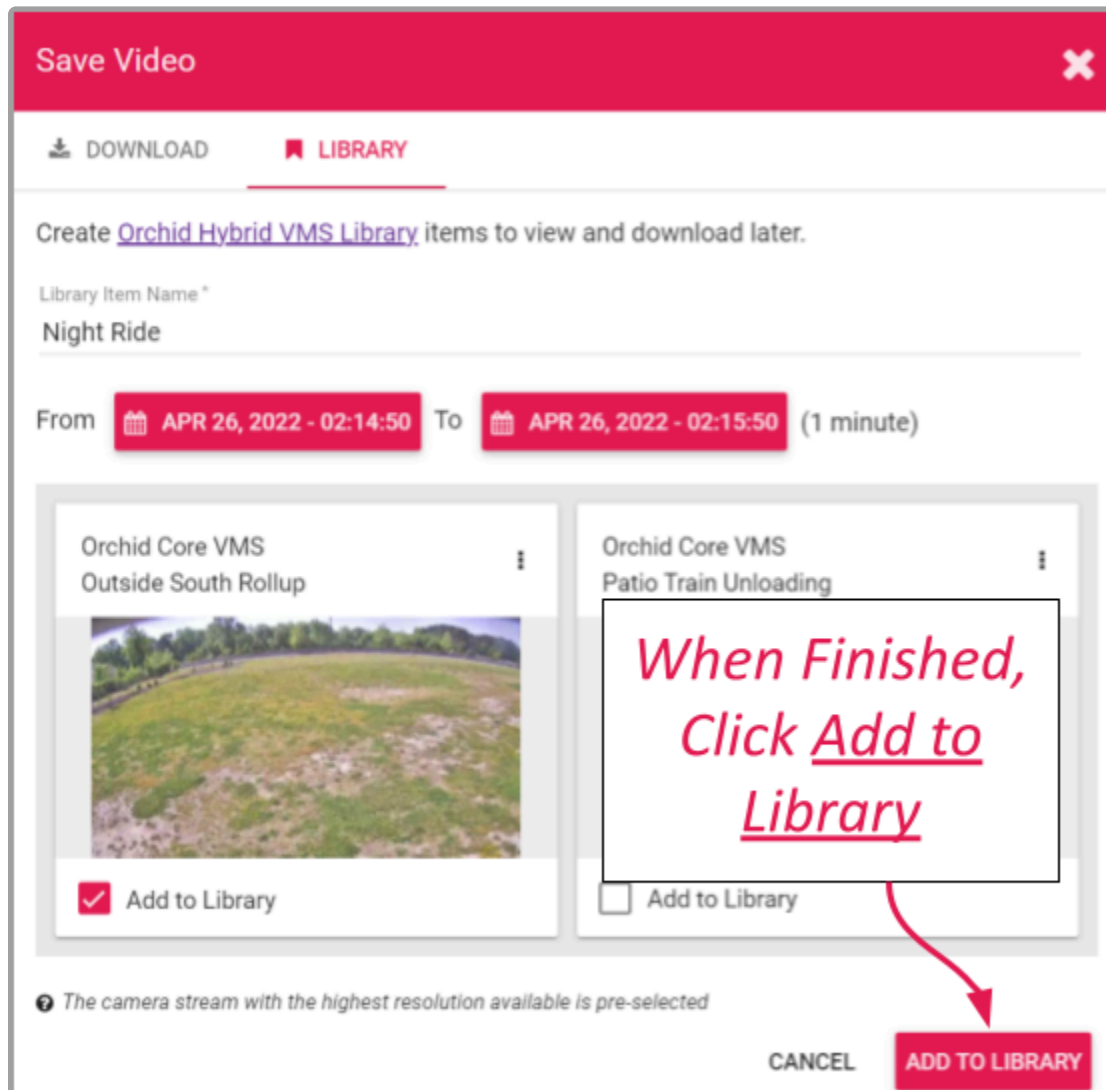 Save Video
DOWNLOAD
LIBRARY
Create Orchid Hybrid VMS Library items to view and download later.
Library Item Name *
Night Ride
From APR 26, 2022 - 02:14:50 To APR 26, 2022 - 02:15:50 (1 minute)
Orchid Core VMS
Outside South Rollup
Add to Library
Orchid Core VMS
Patio Train Unloading
When Finished,
Click Add to
Library
Add to Library
The camera stream with the highest resolution available is pre-selected
CANCEL
ADD TO LIBRARY